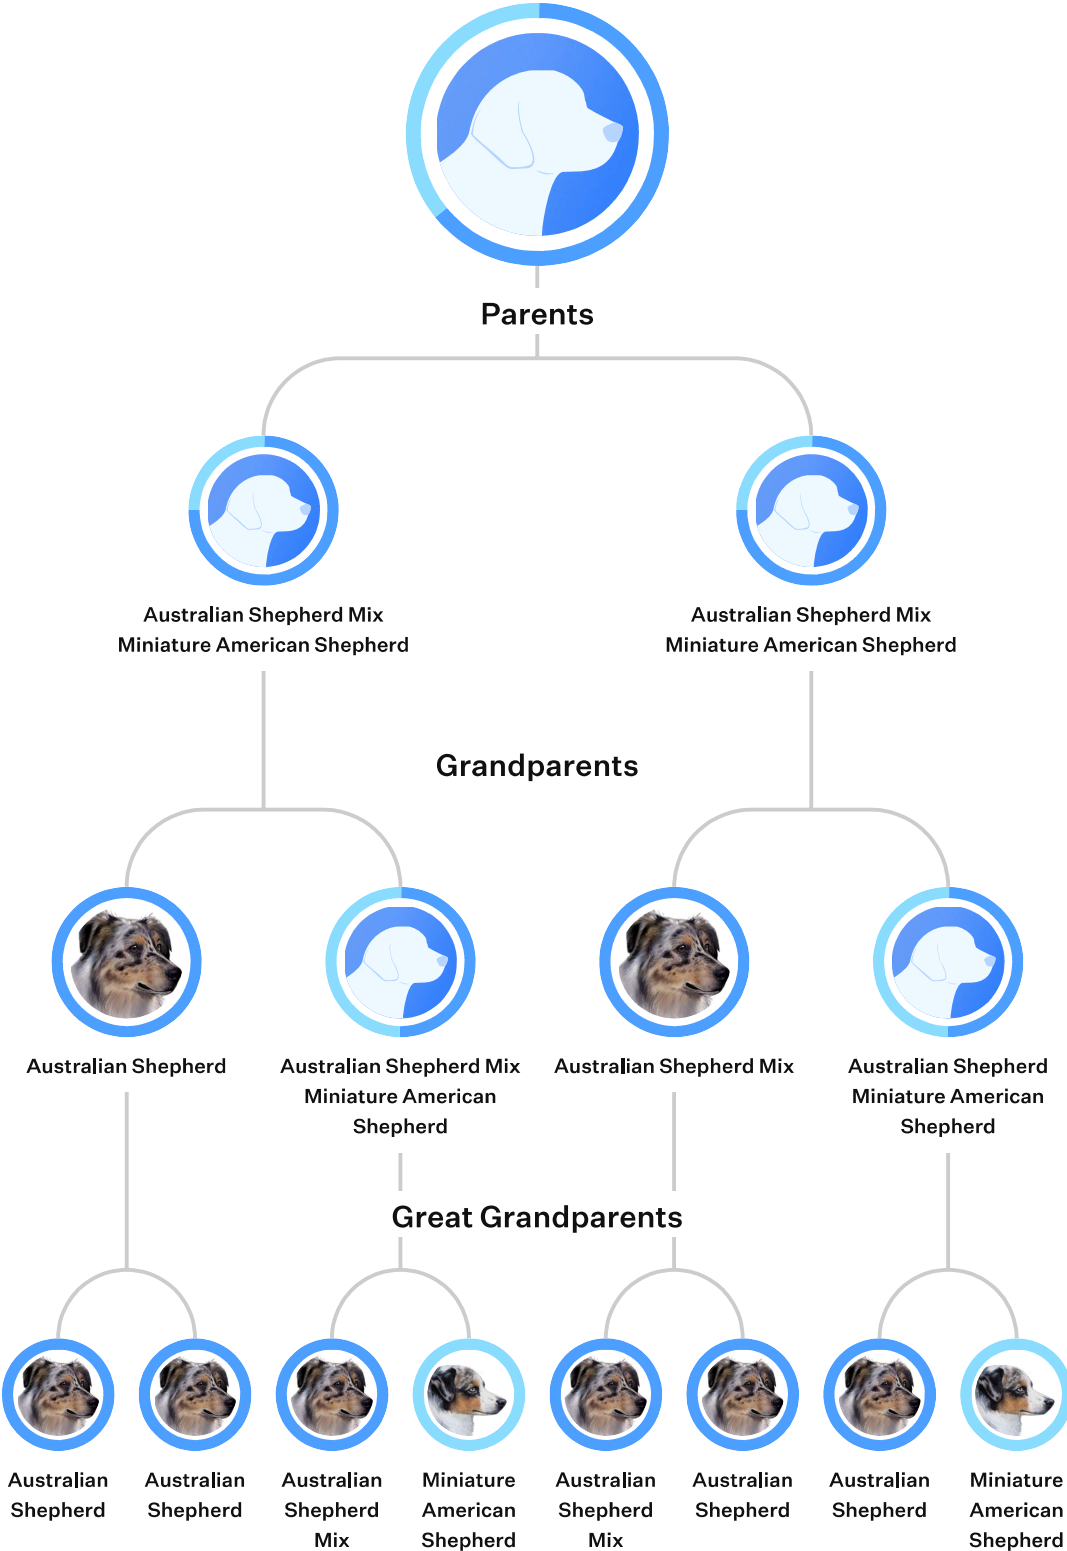 Parents
Australian Shepherd Mix
Miniature American Shepherd
Australian Shepherd Mix
Miniature American Shepherd
Grandparents
Australian Shepherd
Australian Shepherd Mix
Miniature American
Shepherd
Australian Shepherd Mix
Australian Shepherd
Miniature American
Shepherd
Great Grandparents
Australian
Shepherd
Australian
Shepherd
Australian
Shepherd
Mix
Miniature
American
Shepherd
Australian
Shepherd
Mix
Australian
Shepherd
Australian
Shepherd
Miniature
American
Shepherd